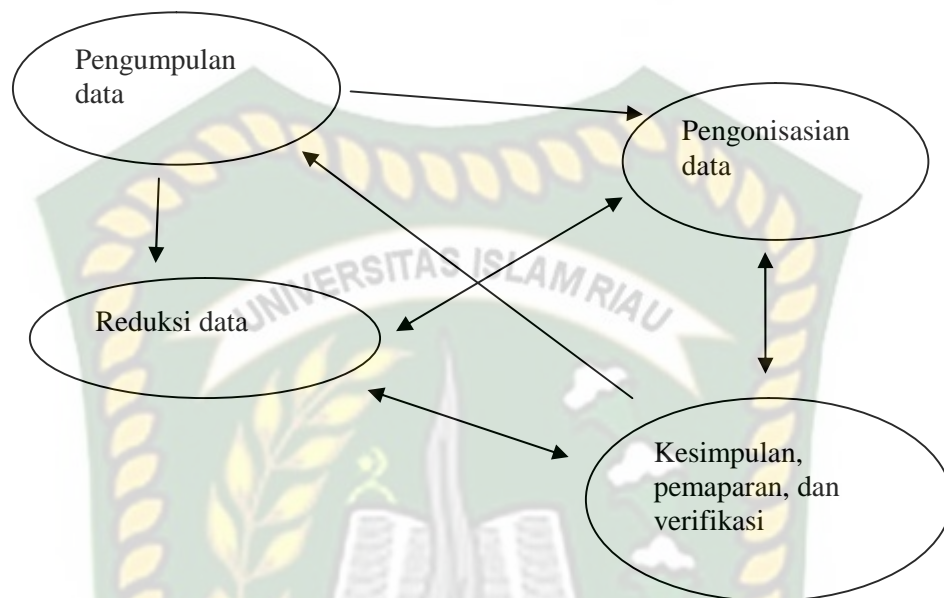 Pengumpulan
data
Pengonisasian
data
UNIVERSITAS ISLAM RIAU
Reduksi data
Kesimpulan,
pemaparan, dan
verifikasi